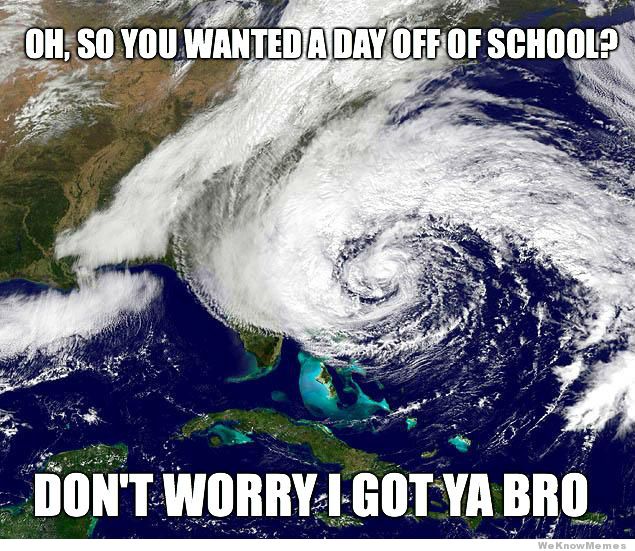 OH, SO YOU WANTED A DAY OFF OF SCHOOL?
DON'T WORRY I GOT YA BRO
WeKnowMemes